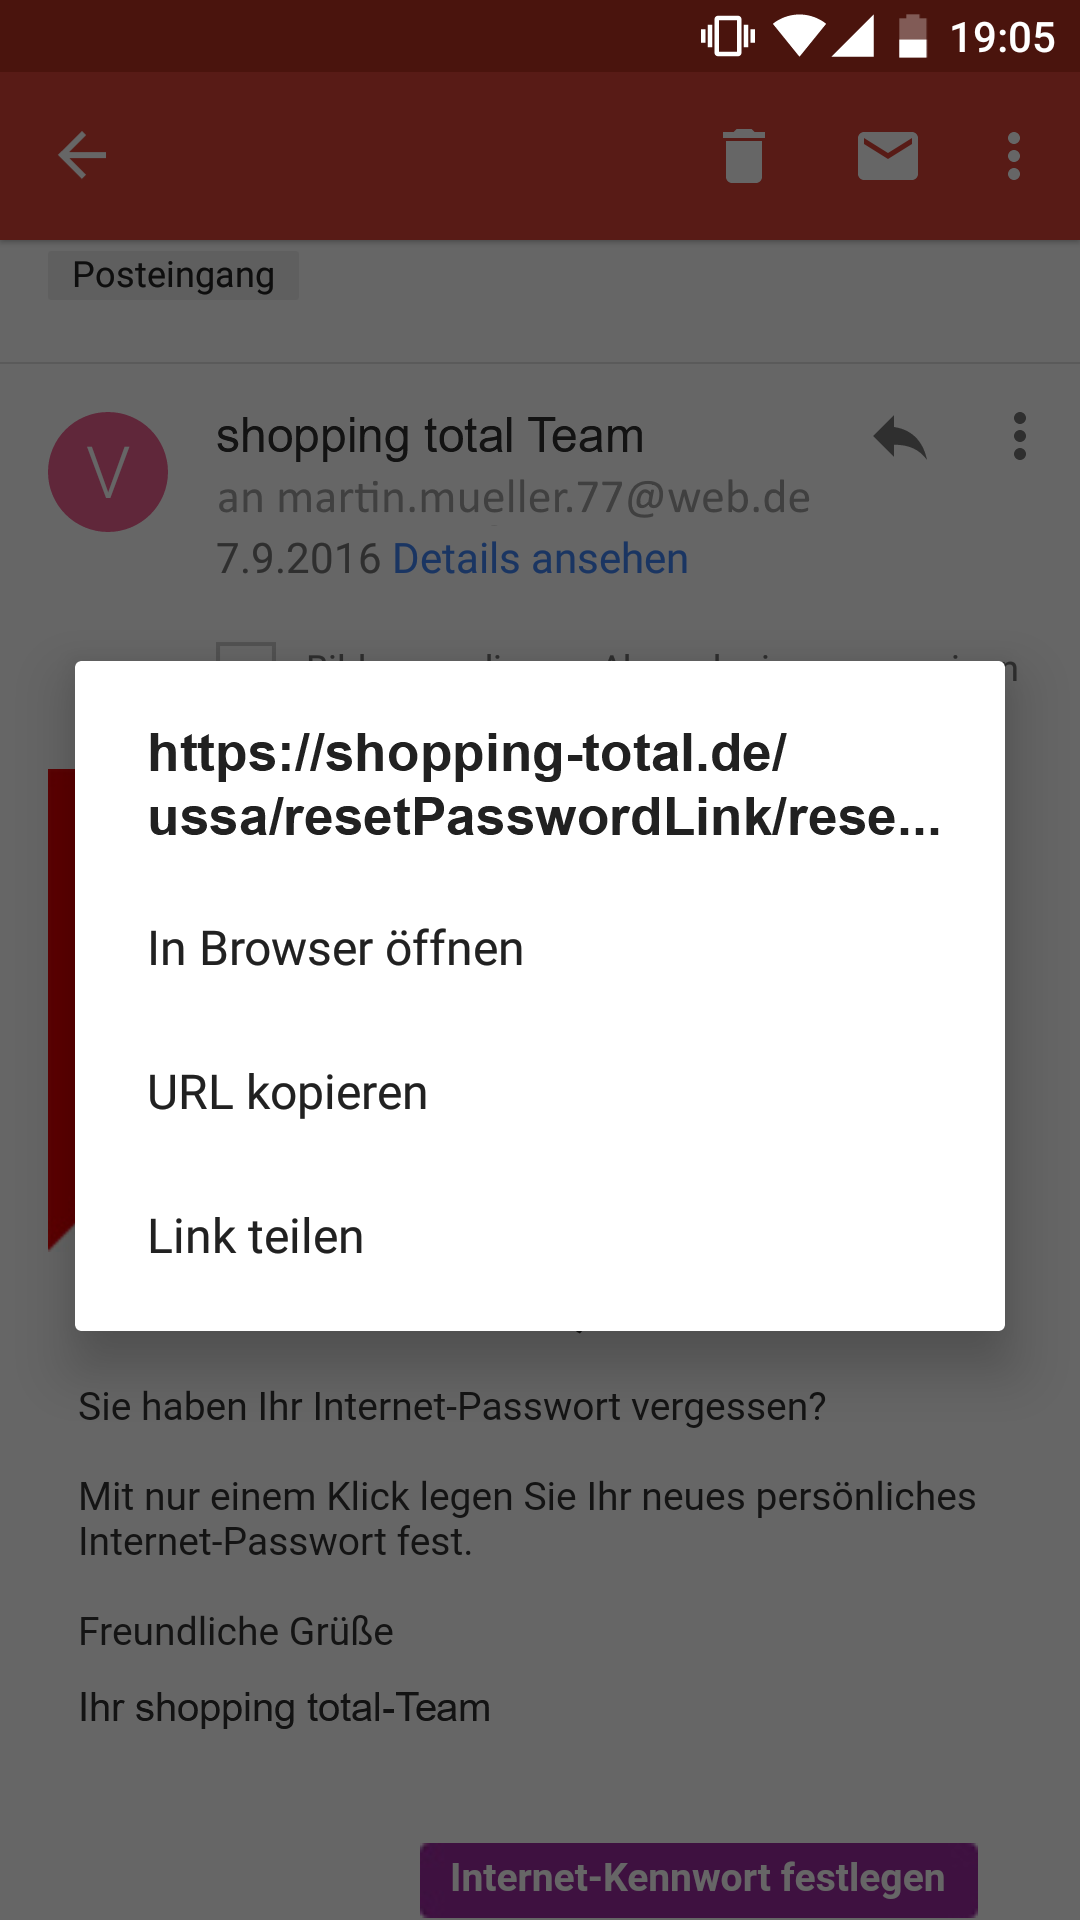 19:05
Posteingang
V
shopping total Team
an martin.mueller.77@web.de
7.9.2016 Details ansehen
https://shopping-total.de/
ussa/resetPasswordLink/rese...
In Browser öffnen
URL kopieren
Link teilen
Sie haben Ihr Internet-Passwort vergessen?
Mit nur einem Klick legen Sie Ihr neues persönliches
Internet-Passwort fest.
Freundliche Grüße
Ihr shopping total-Team
Internet-Kennwort festlegen